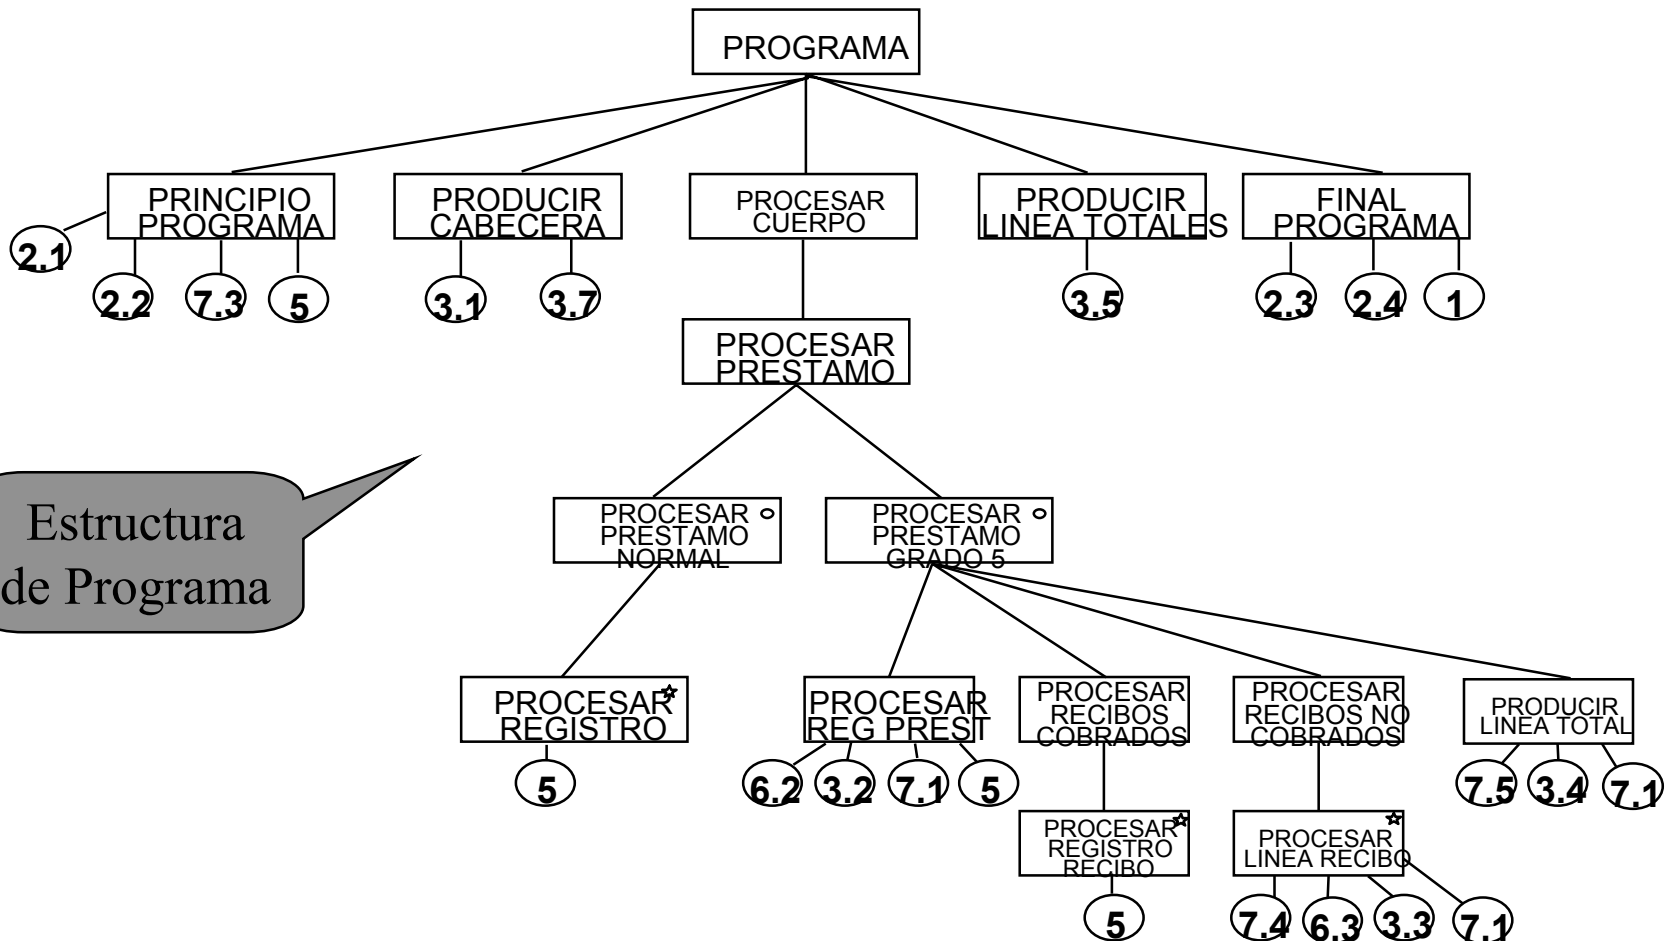 PROGRAMA
PRINCIPIO
PROGRAMA
PRODUCIR
CABECERA
PROCESAR
CUERPO
PRODUCIR
LINEA TOTALES
FINAL
PROGRAMA
2.1
2.2
7.3
5
3.1
3.7
3.5
2.3
2.4
1
PROCESAR
PRESTAMO
Estructura
de Programa
PROCESAR
PRESTAMO
NORMAL
PROCESAR
PRESTAMO
GRADO 5
PROCESAR
REGISTRO
PROCESAR
REG PREST
PROCESAR
RECIBOS
COBRADOS
PROCESAR
RECIBOS NO
COBRADOS
PRODUCIR
LINEA TOTAL
5
6.2
3.2
7.1
5
7.5
3.4
7.1
PROCESAR
REGISTRO
RECIBO
PROCESAR
LINEA RECIBO
5
7.4
6.3
3.3
7.1